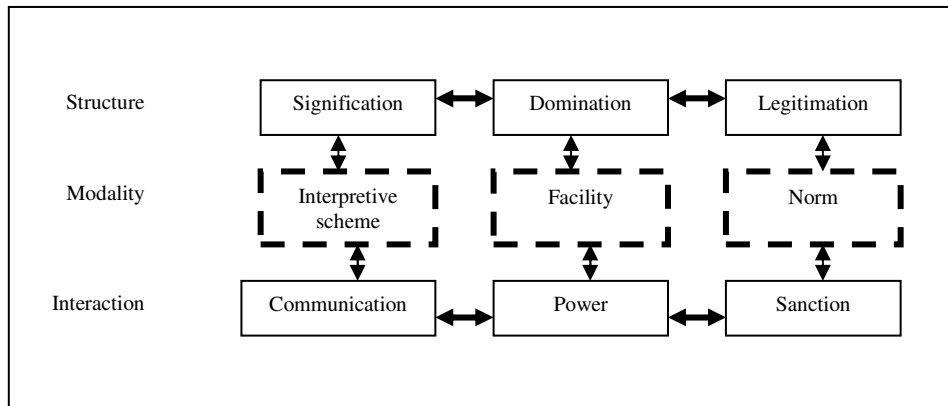 Structure
Signification
Domination
Legitimation
Modality
Interpretive
scheme
Facility
Norm
Interaction
Communication
Power
Sanction